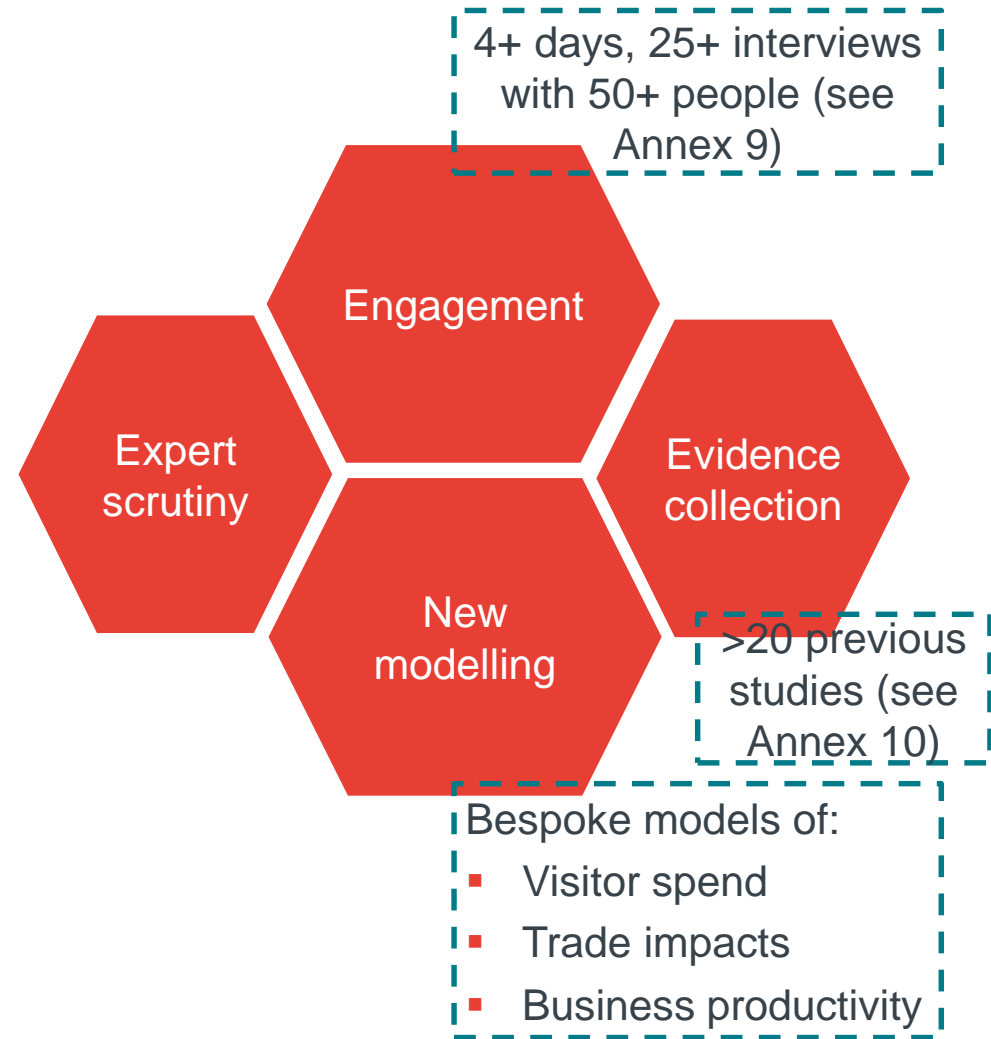 4+ days, 25+ interviews
with 50+ people (see
Annex 9)
Engagement
Expert
scrutiny
Evidence
collection
New
modelling
>20 previous
studies (see
Annex 10)
Bespoke models of:
▪ Visitor spend
▪ Trade impacts
▪ Business productivity